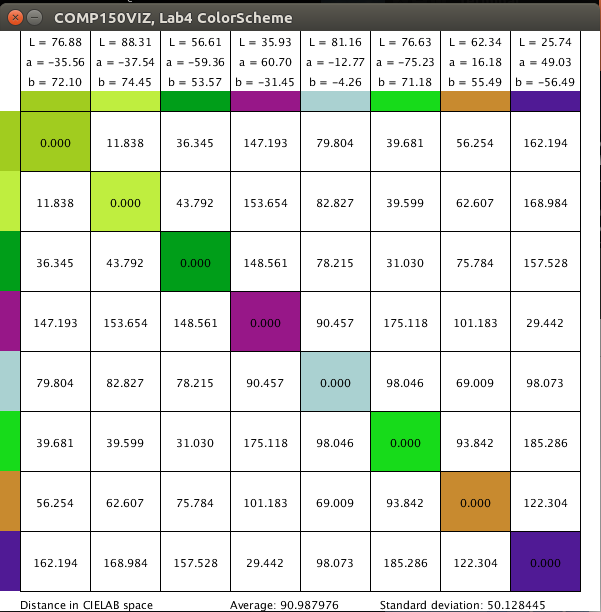 COMP150VIZ, Lab4 ColorScheme
L = 76.88 L = 88.31 L = 56.61 L = 35.93 L = 81.16 L = 76.63 L = 62.34 L = 25.74
a = −35.56 a = −37.54 a = −59.36 a = 60.70 a = −12.77 a = −75.23 a = 16.18 a = 49.03
b = 72.10 b = 74.45 b = 53.57 b = −31.45 b = −4.26 b = 71.18 b = 55.49 b = −56.49
0.000 11.838 36.345 147.193 79.804 39.681 56.254 162.194
11.838 0.000 43.792 153.654 82.827 39.599 62.607 168.984
36.345 43.792 0.000 148.561 78.215 31.030 75.784 157.528
147.193 153.654 148.561 0.000 90.457 175.118 101.183 29.442
79.804 82.827 78.215 90.457 0.000 98.046 69.009 98.073
39.681 39.599 31.030 175.118 98.046 0.000 93.842 185.286
56.254 62.607 75.784 101.183 69.009 93.842 0.000 122.304
162.194 168.984 157.528 29.442 98.073 185.286 122.304 0.000
Distance in CIELAB space Average: 90.987976 Standard deviation: 50.128445